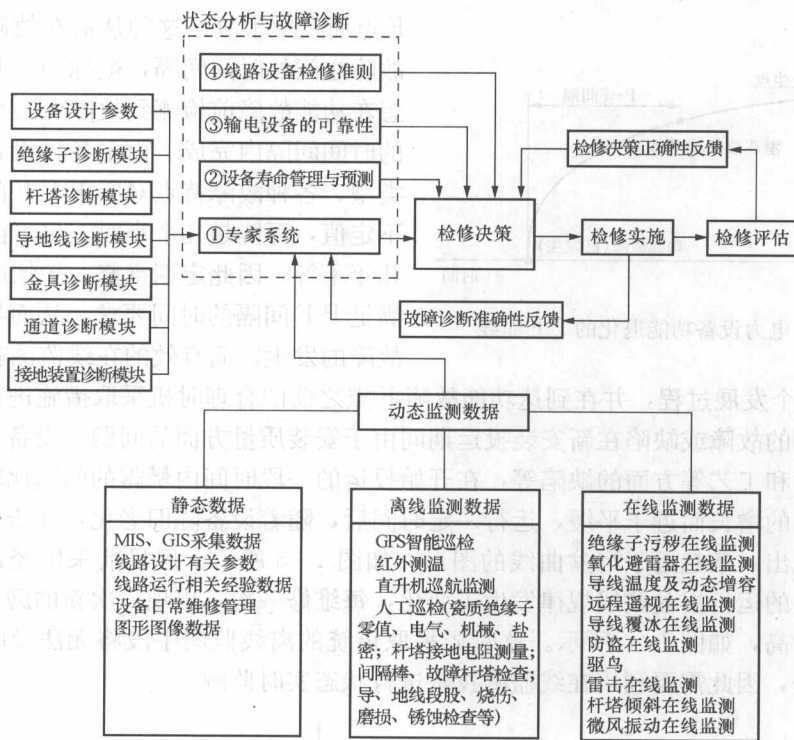 状态分析与故障诊断
④线路设备检修准则
③输电设备的可靠性
②设备寿命管理与预测
①专家系统
设备设计参数
绝缘子诊断模块
杆塔诊断模块
导地线诊断模块
金具诊断模块
通道诊断模块
接地装置诊断模块
检修决策
检修决策正确性反馈
检修实施
检修评估
故障诊断准确性反馈
动态监测数据
静态数据
MIS、GIS采集数据
线路设计有关参数
线路运行相关经验数据
设备日常维修管理
图形图像数据
离线监测数据
GPS智能巡检
红外测温
直升机巡航监测
人工巡检(瓷质绝缘子
零值、电气、机械、盐
密；杆塔接地电阻测量；
间隔棒、故障杆塔检查；
导、地线段股、烧伤、
磨损、锈蚀检查等)
在线监测数据
绝缘子污秽在线监测
氧化避雷器在线监测
导线温度及动态增容
远程遥视在线监测
导线覆冰在线监测
防盗在线监测
驱鸟
雷击在线监测
杆塔倾斜在线监测
微风振动在线监测